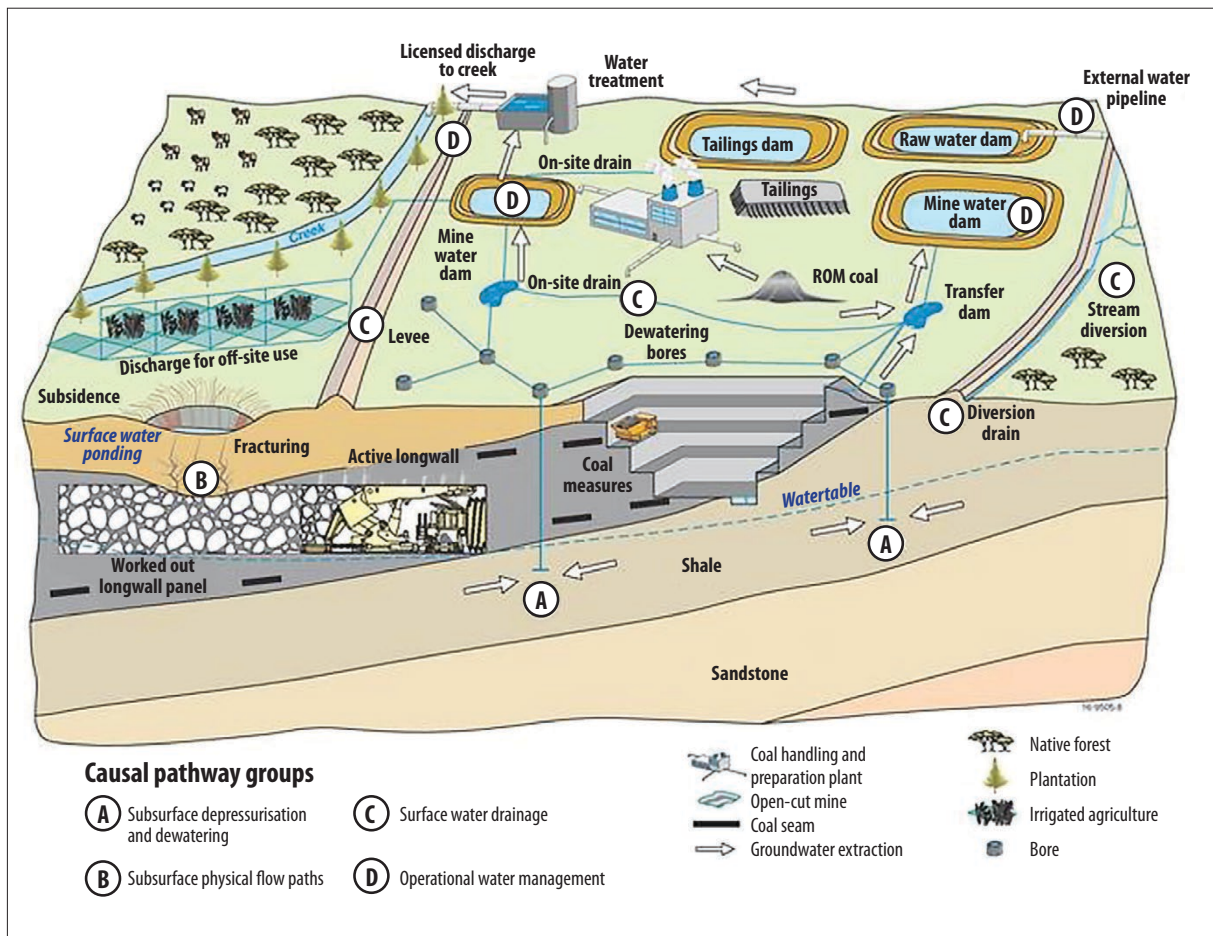 Licensed discharge
to creek
Water
treatment
External water
pipeline
D
D
Tailings dam
Raw water dam
On-site drain
Tailings
D
Mine water
dam
D
Creek
Mine
water
dam
On-site drain
C
ROM coal
C
Stream
diversion
Transfer
dam
C
Levee
Dewatering
bores
Discharge for off-site use
Subsidence
C
Diversion
drain
Surface water
ponding
Fracturing
Active longwall
B
Coal
measures
Watertable
A
Worked out
longwall panel
Shale
A
Sandstone
16-9505-8
Causal pathway groups
A
Subsurface depressurisation
and dewatering
B
Subsurface physical flow paths
C
Surface water drainage
D
Operational water management
Coal handling and
preparation plant
Open-cut mine
Coal seam
Groundwater extraction
Native forest
Plantation
Irrigated agriculture
Bore